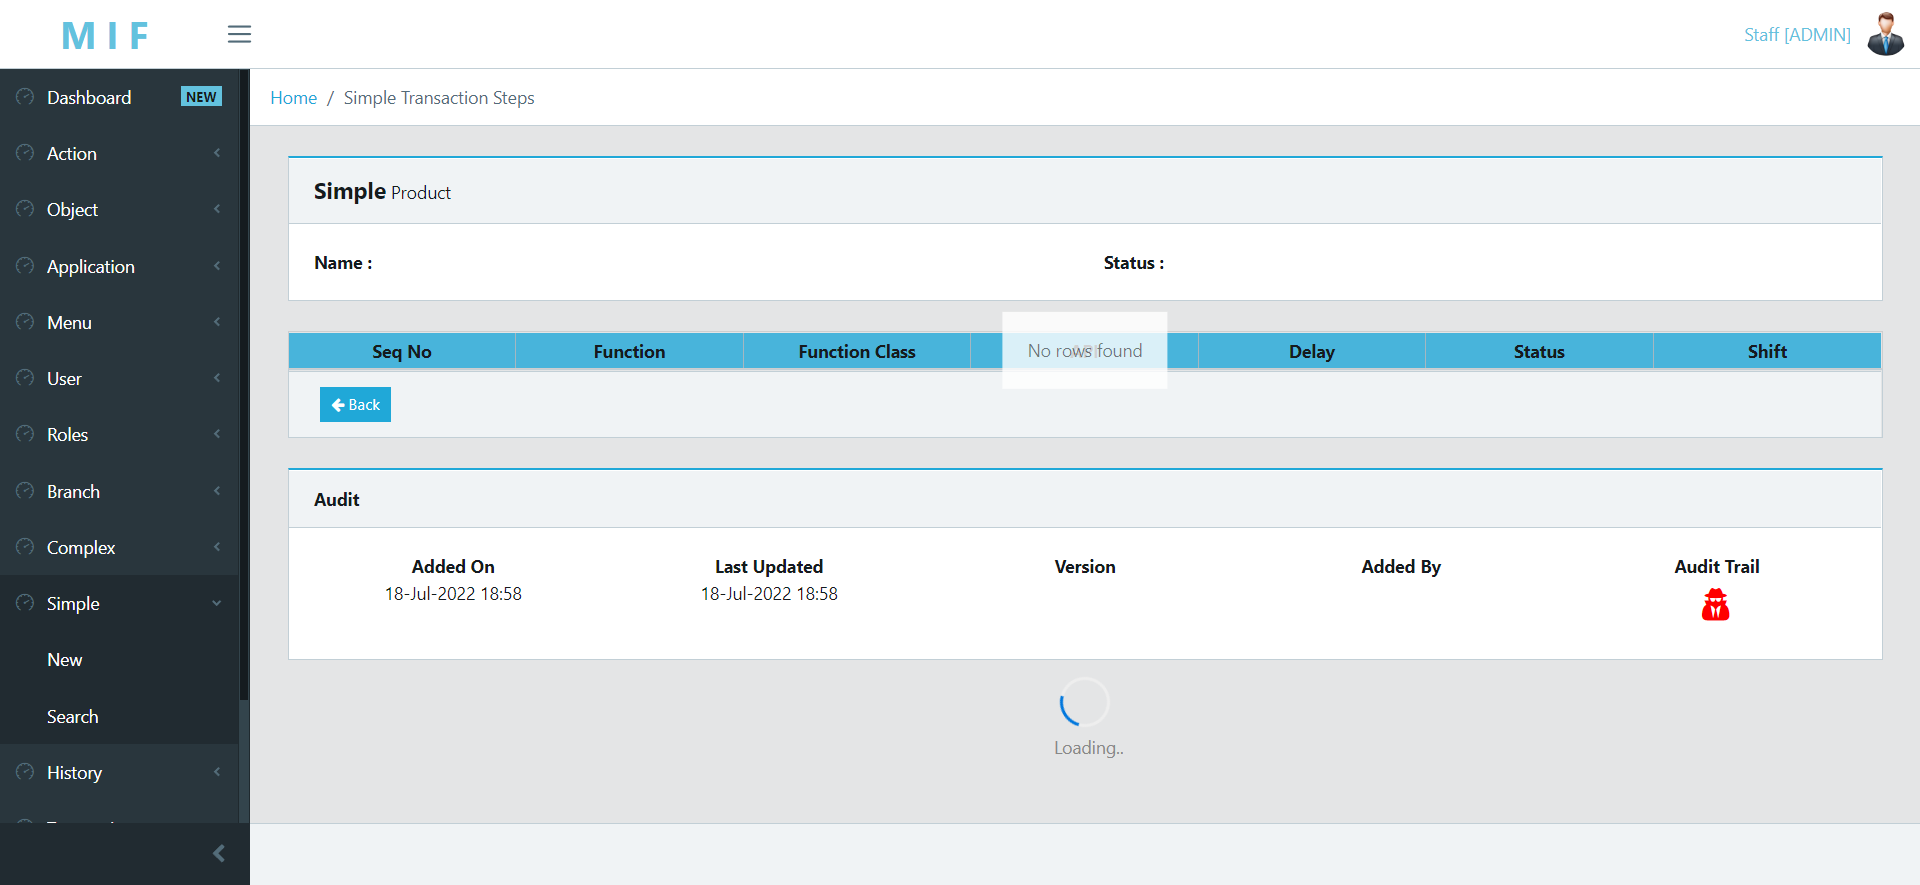 M I F
Staff [ADMIN]
Dashboard NEW
Action
Object
Application
Menu
User
Roles
Branch
Complex
Simple
New
Search
History
Home / Simple Transaction Steps
Simple Product
Name :
Status :
Seq No Function Function Class Delay Status Shift
No rows found
Back
Audit
Added On Last Updated Version Added By Audit Trail
18-Jul-2022 18:58 18-Jul-2022 18:58
Loading..